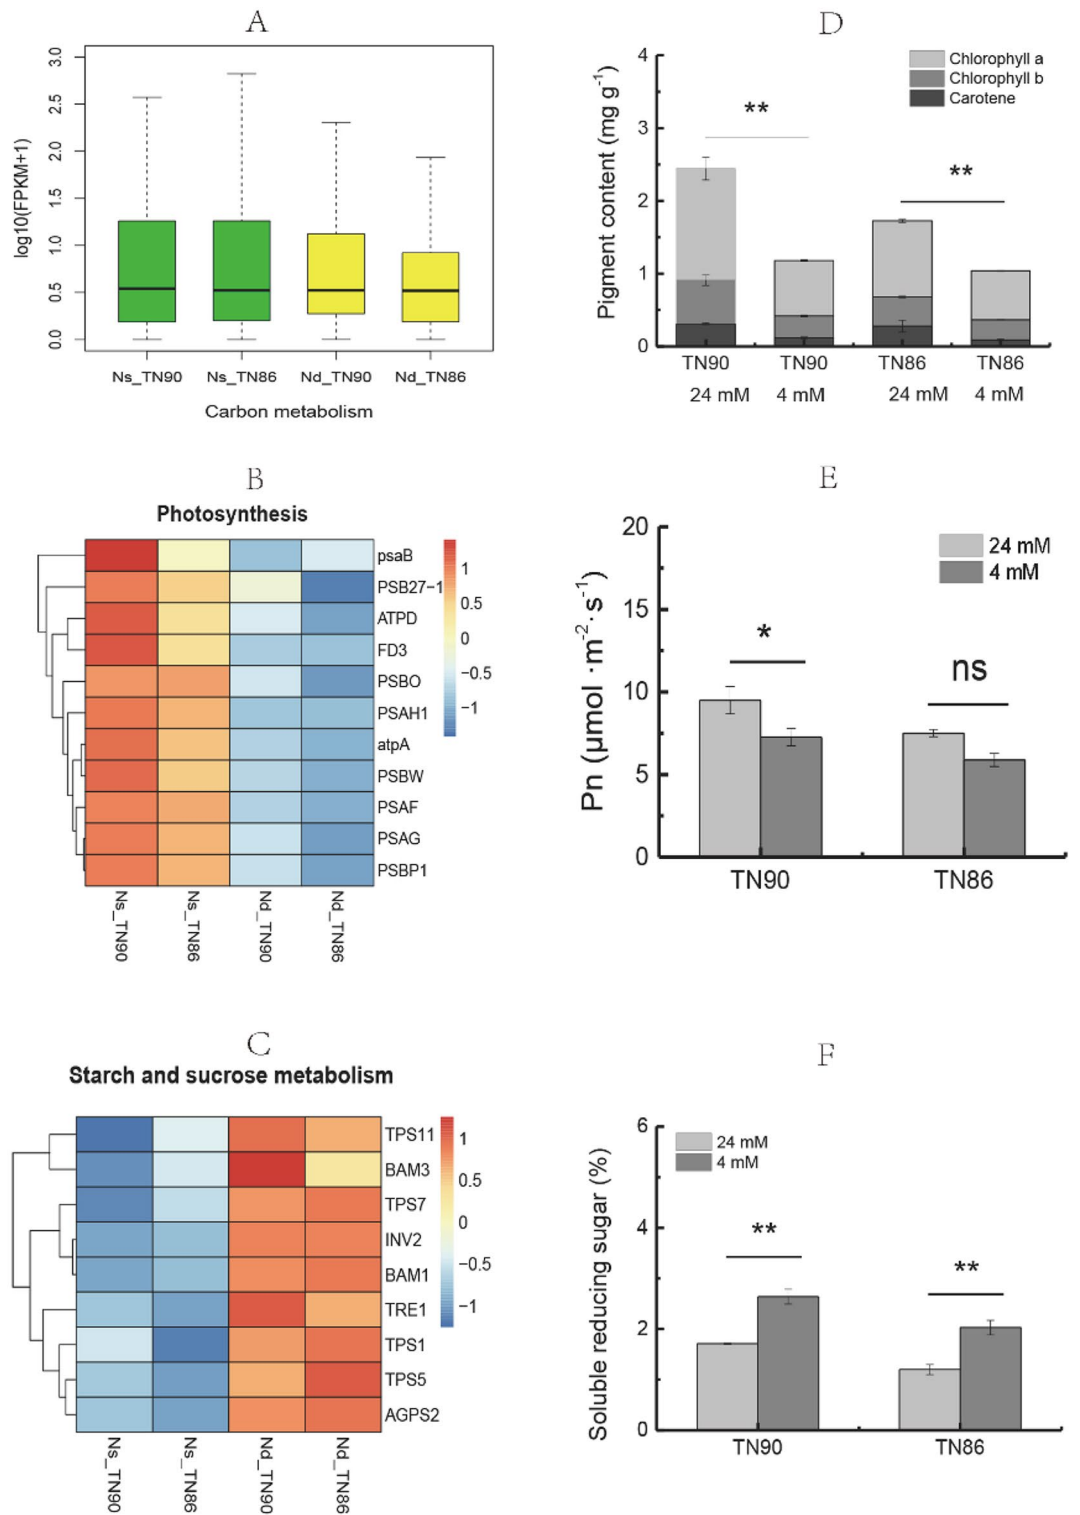 A
3.0
2.5
2.0
1.5
1.0
0.5
0.0
log10(FPKM+1)
Ns_TN90 Ns_TN86 Nd_TN90 Nd_TN86
Carbon metabolism
D
4
3
2
1
0
Pigment content (mg g⁻¹)
Chlorophyll a
Chlorophyll b
Carotene
**
**
TN90 TN90 TN86 TN86
24 mM 4 mM 24 mM 4 mM
B
Photosynthesis
psaB
PSB27−1
ATPD
FD3
PSBO
PSAH1
atpA
PSBW
PSAF
PSAG
PSBP1
1
0.5
0
−0.5
−1
Ns_TN90
Ns_TN86
Nd_TN90
Nd_TN86
E
20
15
10
5
0
Pn (μmol ·m⁻²·s⁻¹)
24 mM
4 mM
*
ns
TN90 TN86
C
Starch and sucrose metabolism
TPS11
BAM3
TPS7
INV2
BAM1
TRE1
TPS1
TPS5
AGPS2
1
0.5
0
−0.5
−1
Ns_TN90
Ns_TN86
Nd_TN90
Nd_TN86
F
6
4
2
0
Soluble reducing sugar (%)
24 mM
4 mM
**
**
TN90 TN86